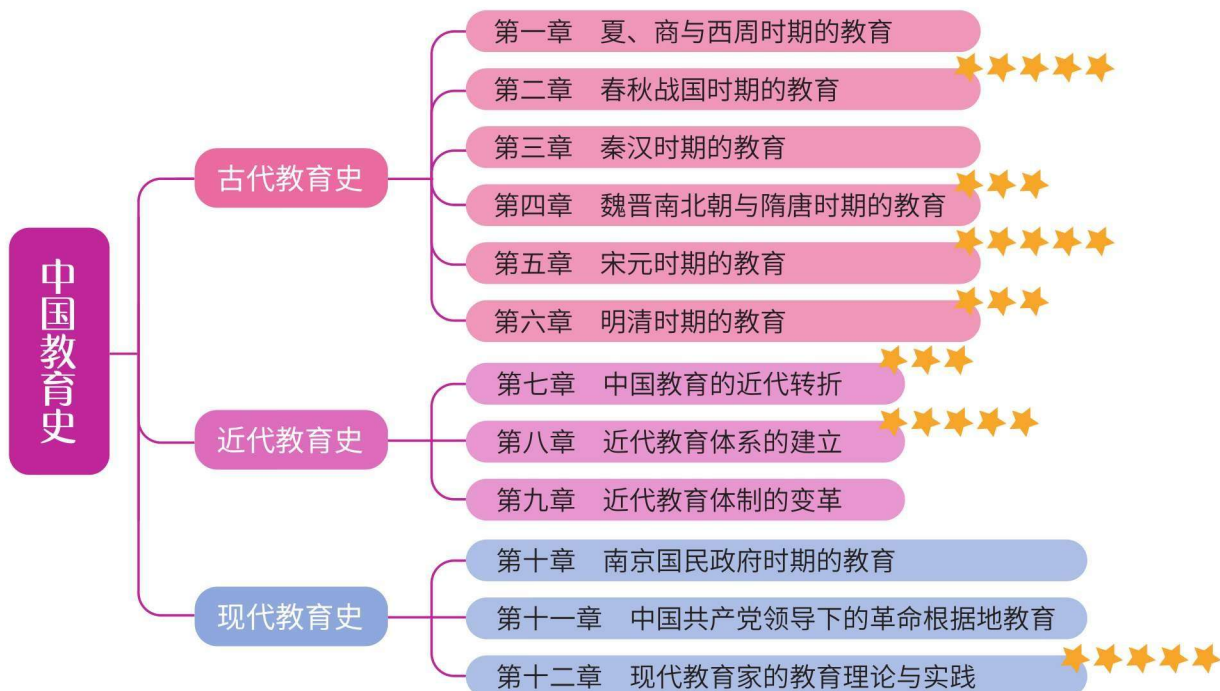 中国教育史
古代教育史
第一章 夏、商与西周时期的教育
第二章 春秋战国时期的教育
第三章 秦汉时期的教育
第四章 魏晋南北朝与隋唐时期的教育
第五章 宋元时期的教育
第六章 明清时期的教育
近代教育史
第七章 中国教育的近代转折
第八章 近代教育体系的建立
第九章 近代教育体制的变革
现代教育史
第十章 南京国民政府时期的教育
第十一章 中国共产党领导下的革命根据地教育
第十二章 现代教育家的教育理论与实践